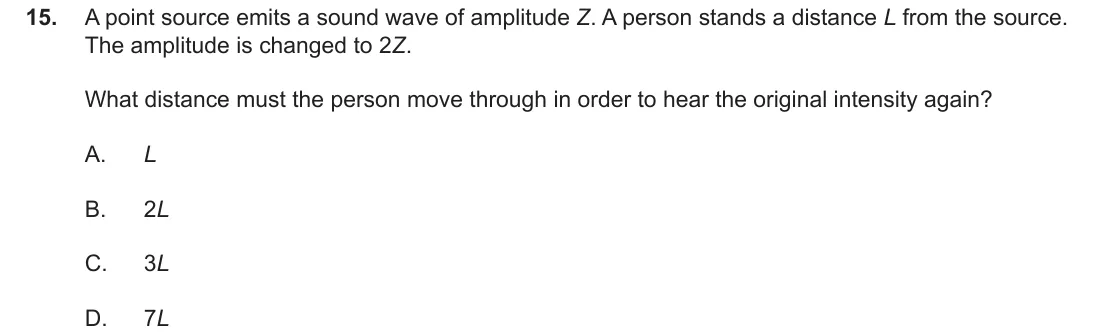 15. A point source emits a sound wave of amplitude Z. A person stands a distance L from the source.
The amplitude is changed to 2Z.
What distance must the person move through in order to hear the original intensity again?
A. L
B. 2L
C. 3L
D. 7L